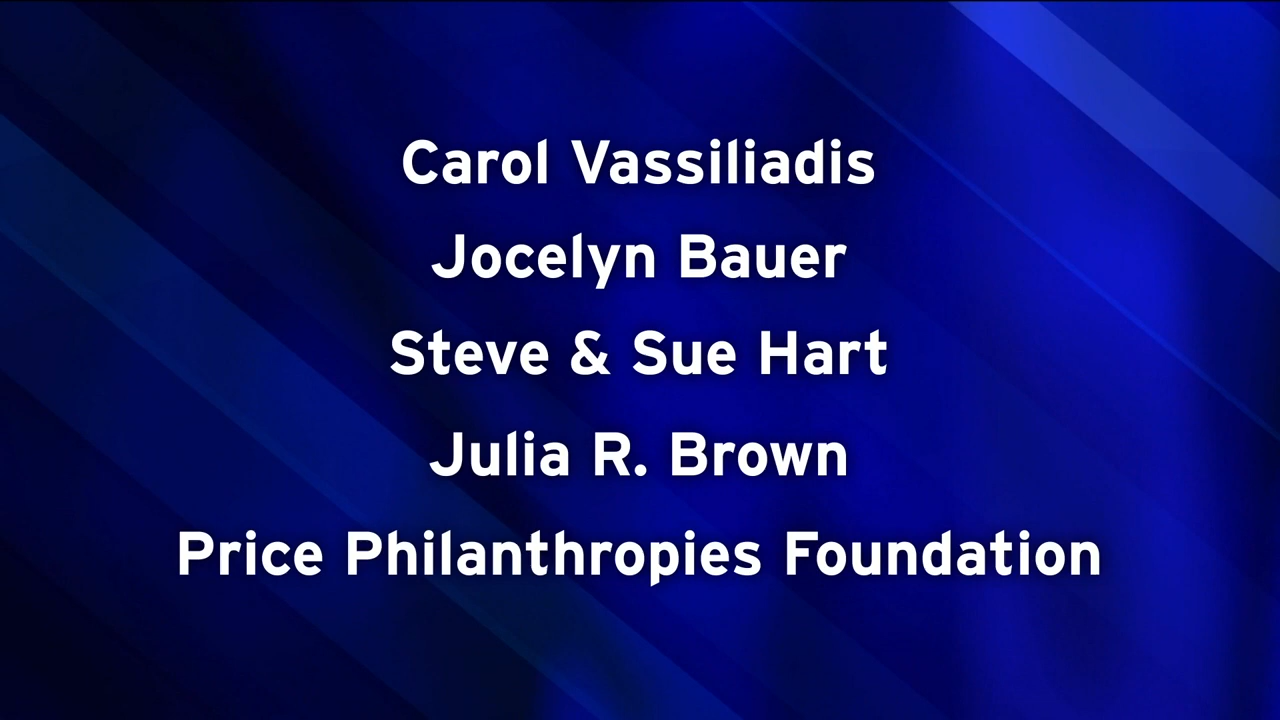 Carol Vassiliadis
Jocelyn Bauer
Steve & Sue Hart
Julia R. Brown
Price Philanthropies Foundation